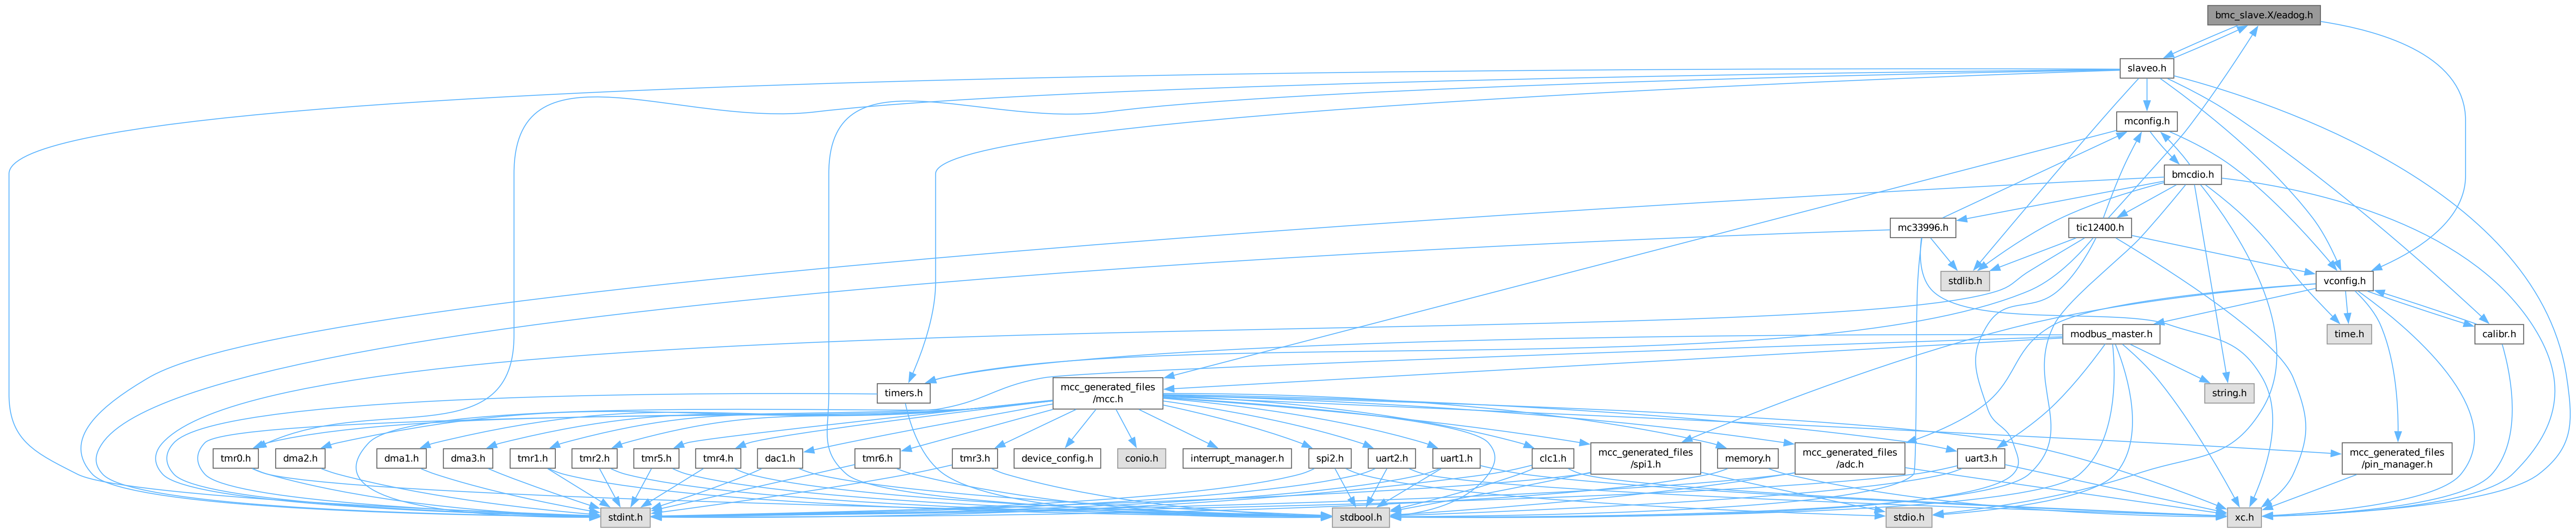 bmc_slave.X/eadog.h
slaveo.h
mconfig.h
bmcdio.h
mc33996.h
tic12400.h
stdlib.h
vconfig.h
modbus_master.h
time.h
calibr.h
timers.h
mcc_generated_files
/mcc.h
string.h
tmr0.h
dma2.h
dma1.h
dma3.h
tmr1.h
tmr2.h
tmr5.h
tmr4.h
dac1.h
tmr6.h
tmr3.h
device_config.h
conio.h
interrupt_manager.h
spi2.h
uart2.h
uart1.h
clc1.h
mcc_generated_files
/spi1.h
memory.h
mcc_generated_files
/adc.h
uart3.h
mcc_generated_files
/pin_manager.h
stdint.h
stdbool.h
stdio.h
xc.h